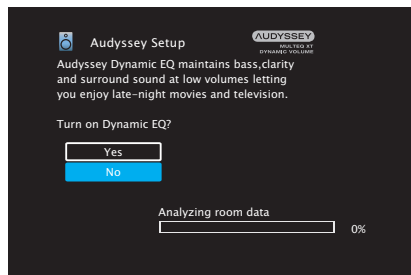 Audyssey Setup
AUDYSSEY
MULTEQ XT
DYNAMIC VOLUME
Audyssey Dynamic EQ maintains bass,clarity
and surround sound at low volumes letting
you enjoy late-night movies and television.
Turn on Dynamic EQ?
Yes
No
Analyzing room data
0%